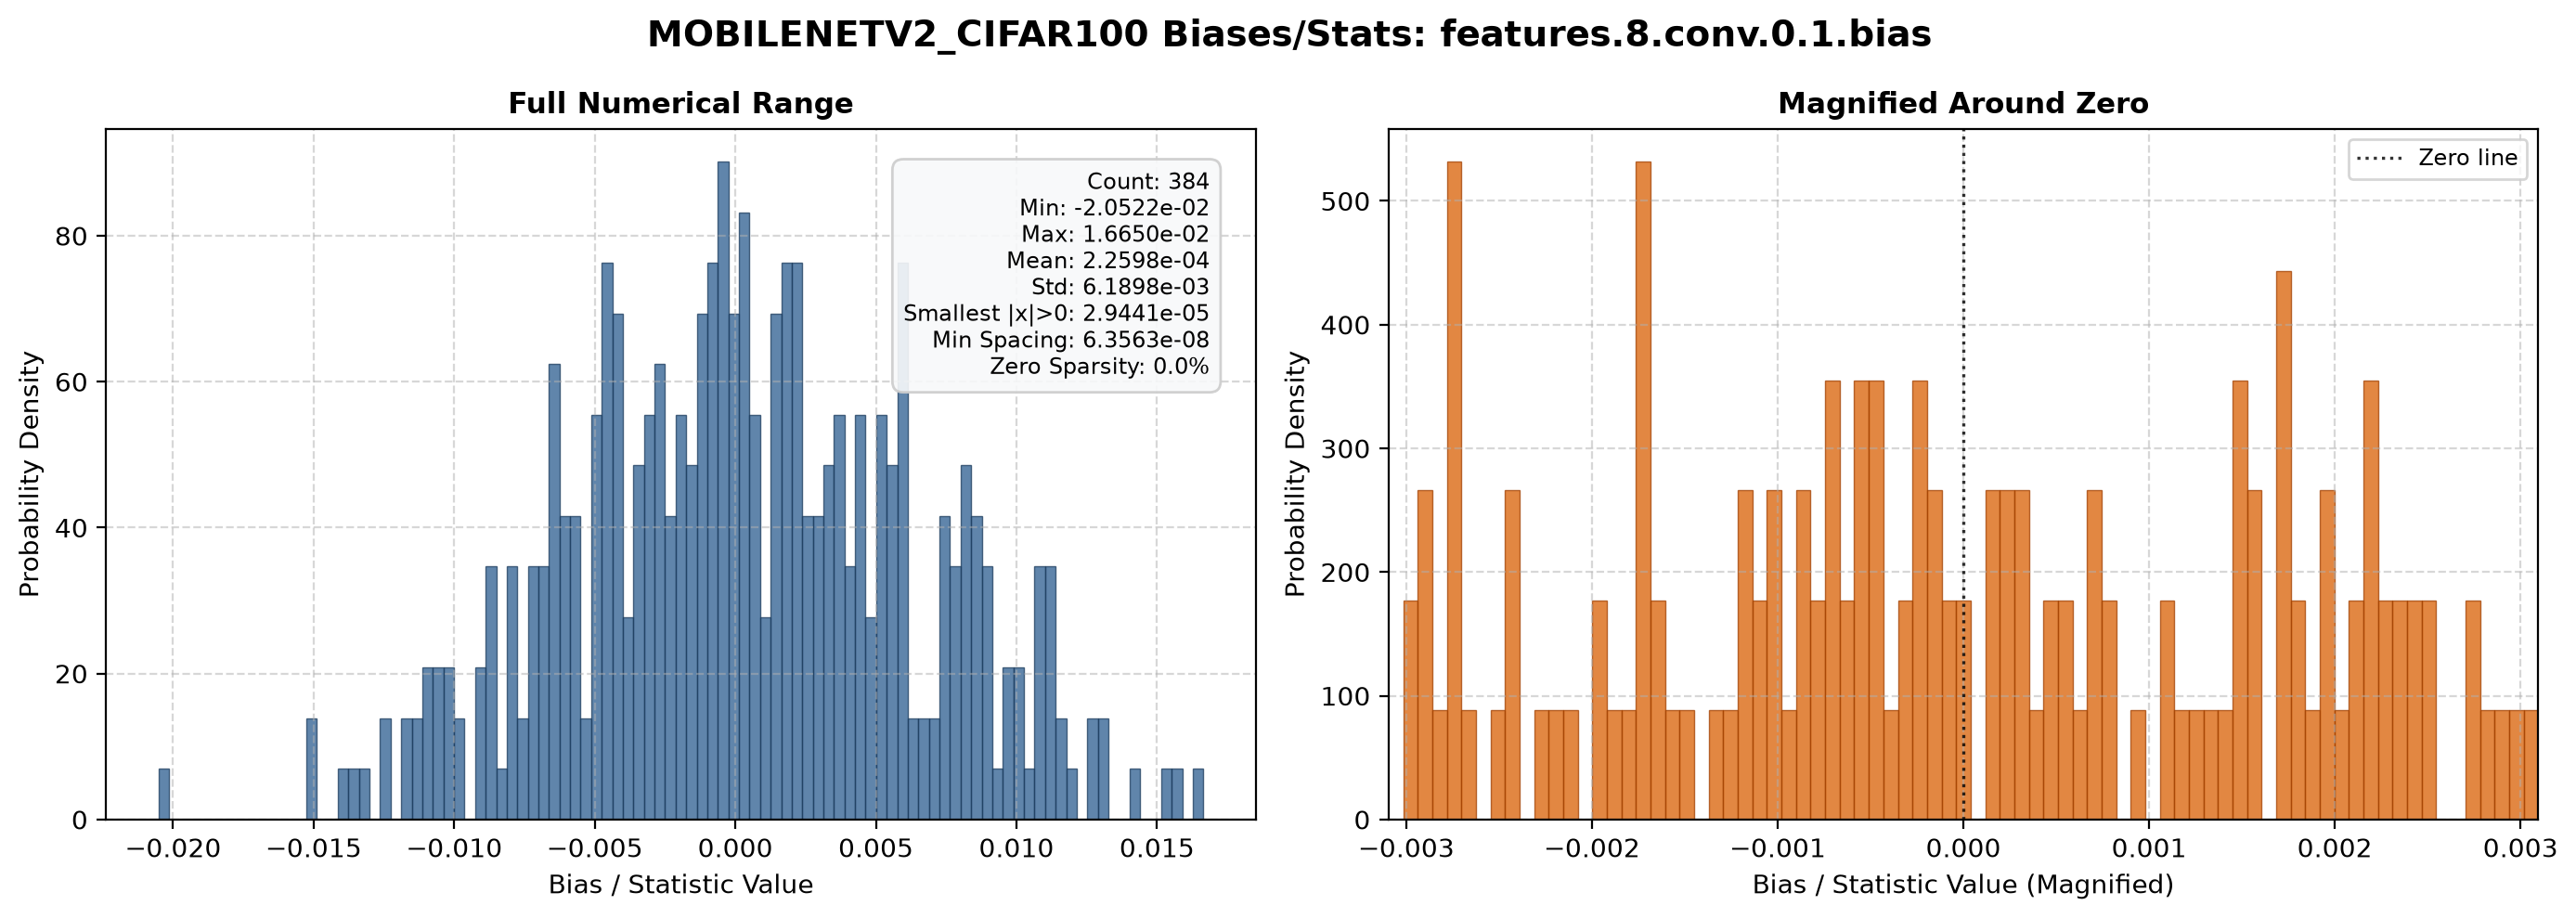 MOBILENETV2_CIFAR100 Biases/Stats: features.8.conv.0.1.bias
Full Numerical Range
Probability Density
80
60
40
20
0
Count: 384
Min: -2.0522e-02
Max: 1.6650e-02
Mean: 2.2598e-04
Std: 6.1898e-03
Smallest |x|>0: 2.9441e-05
Min Spacing: 6.3563e-08
Zero Sparsity: 0.0%
−0.020 −0.015 −0.010 −0.005 0.000 0.005 0.010 0.015
Bias / Statistic Value
Magnified Around Zero
Zero line
Probability Density
500
400
300
200
100
0
−0.003 −0.002 −0.001 0.000 0.001 0.002 0.003
Bias / Statistic Value (Magnified)